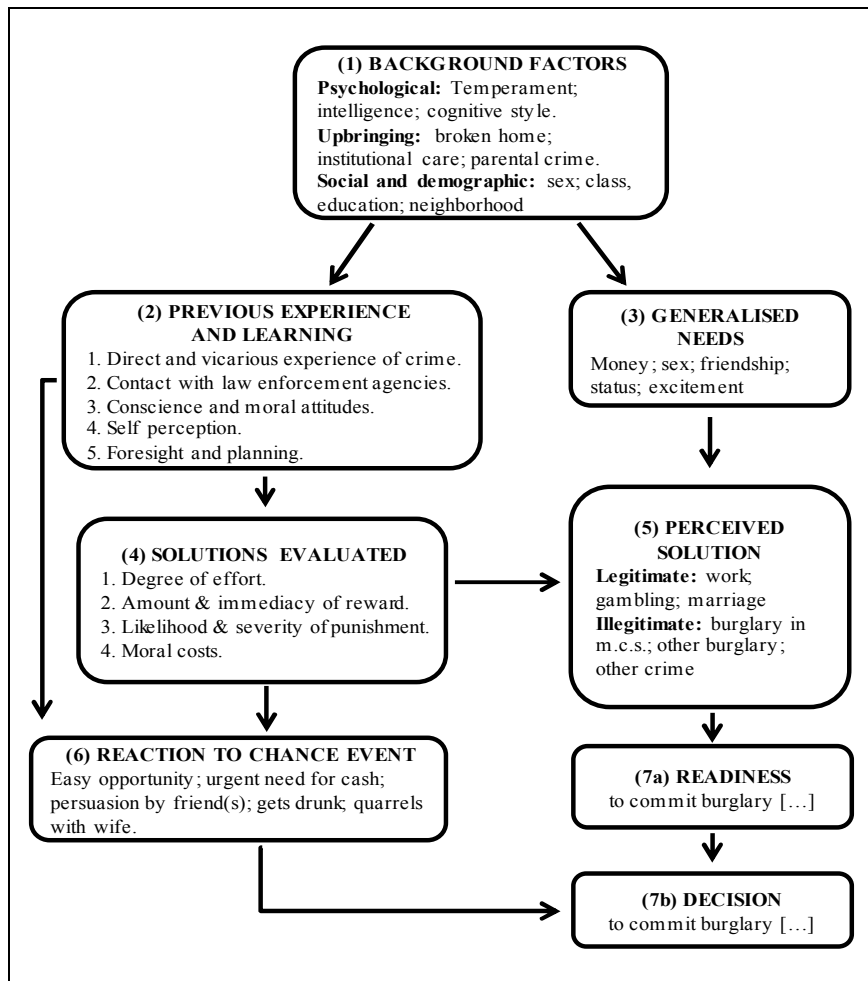 (1) BACKGROUND FACTORS
Psychological: Temperament;
intelligence; cognitive style.
Upbringing: broken home;
institutional care; parental crime.
Social and demographic: sex; class,
education; neighborhood
(2) PREVIOUS EXPERIENCE
AND LEARNING
1. Direct and vicarious experience of crime.
2. Contact with law enforcement agencies.
3. Conscience and moral attitudes.
4. Self perception.
5. Foresight and planning.
(3) GENERALISED
NEEDS
Money; sex; friendship;
status; excitement
(4) SOLUTIONS EVALUATED
1. Degree of effort.
2. Amount & immediacy of reward.
3. Likelihood & severity of punishment.
4. Moral costs.
(5) PERCEIVED
SOLUTION
Legitimate: work;
gambling; marriage
Illegitimate: burglary in
m.c.s.; other burglary;
other crime
(6) REACTION TO CHANCE EVENT
Easy opportunity; urgent need for cash;
persuasion by friend(s); gets drunk; quarrels
with wife.
(7a) READINESS
to commit burglary […]
(7b) DECISION
to commit burglary […]